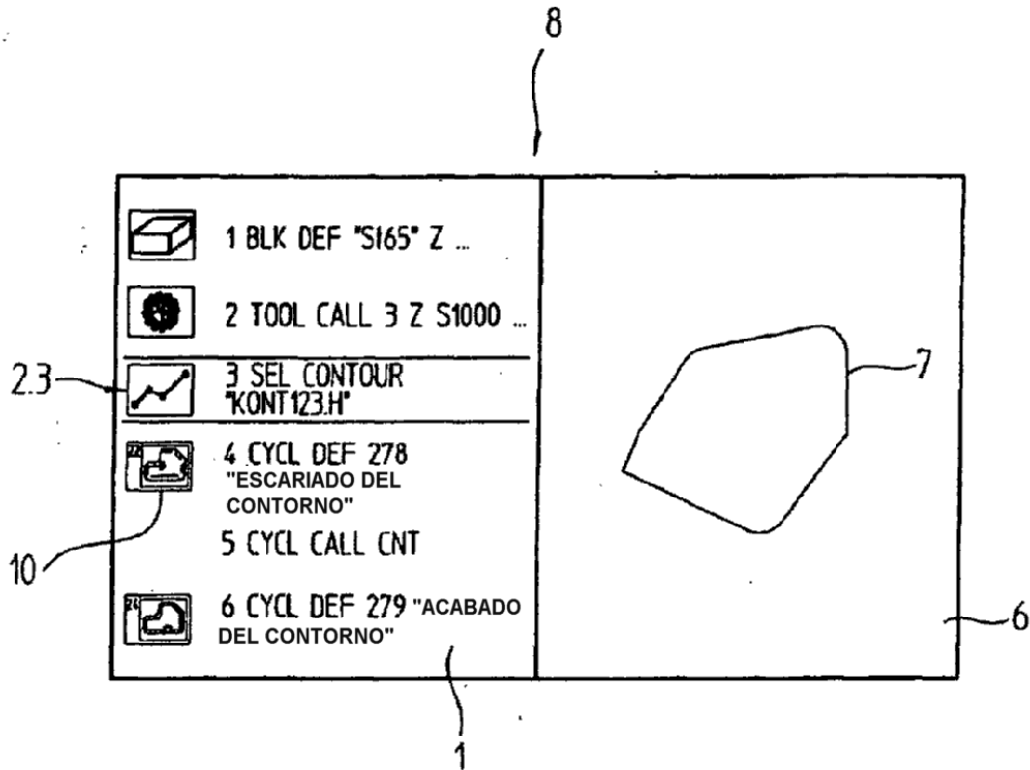 8
1 BLK DEF "S165" Z ...
2 TOOL CALL 3 Z S1000 ...
2.3
3 SEL CONTOUR
"KONT123.H"
7
4 CYCL DEF 278
"ESCARIADO DEL
CONTORNO"
10
5 CYCL CALL CNT
6 CYCL DEF 279 "ACABADO
DEL CONTORNO"
6
1